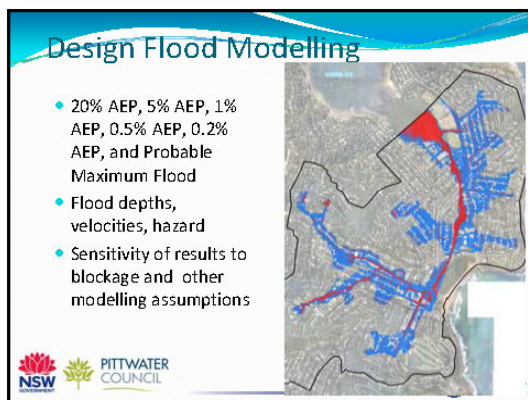 Design Flood Modelling
20% AEP, 5% AEP, 1%
AEP, 0.5% AEP, 0.2%
AEP, and Probable
Maximum Flood
Flood depths,
velocities, hazard
Sensitivity of results to
blockage and other
modelling assumptions
NSW
GOVERNMENT
PITTWATER
COUNCIL